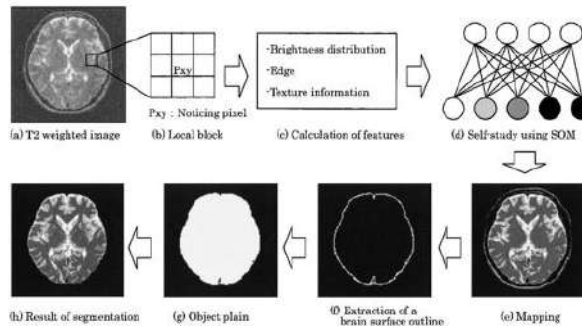 Pxy
-Brightness distribution
-Edge
-Texture information
Pxy : Noticing pixel
(a) T2 weighted image
(b) Local block
(c) Calculation of features
(d) Self-study using SOM
(h) Result of segmentation
(g) Object plain
(f) Extraction of a
brain surface outline
(e) Mapping